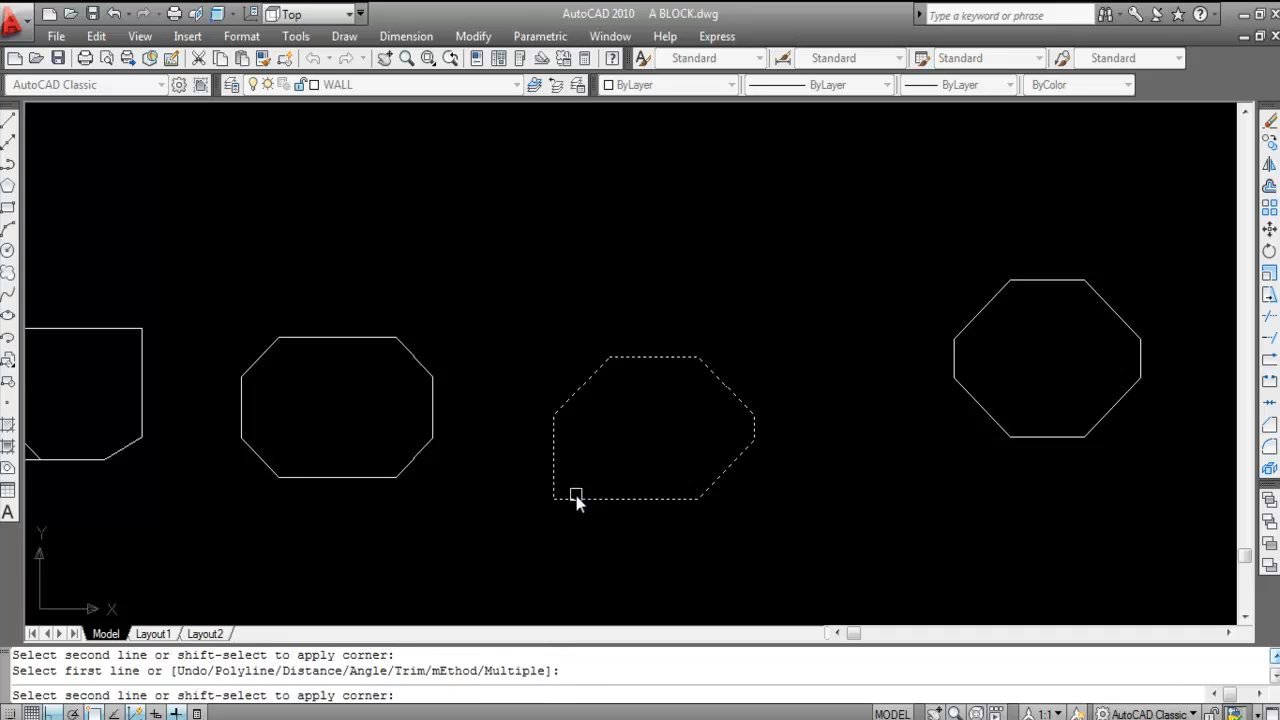 Top
AutoCAD 2010 A BLOCK.dwg
Type a keyword or phrase
File Edit View Insert Format Tools Draw Dimension Modify Parametric Window Help Express
Standard Standard Standard Standard
AutoCAD Classic WALL ByLayer ByLayer ByLayer ByColor
A
Y
X
Model Layout1 Layout2
Select second line or shift-select to apply corner:
Select first line or [Undo/Polyline/Distance/Angle/Trim/mEthod/Multiple]:
Select second line or shift-select to apply corner:
MODEL 1:1 AutoCAD Classic